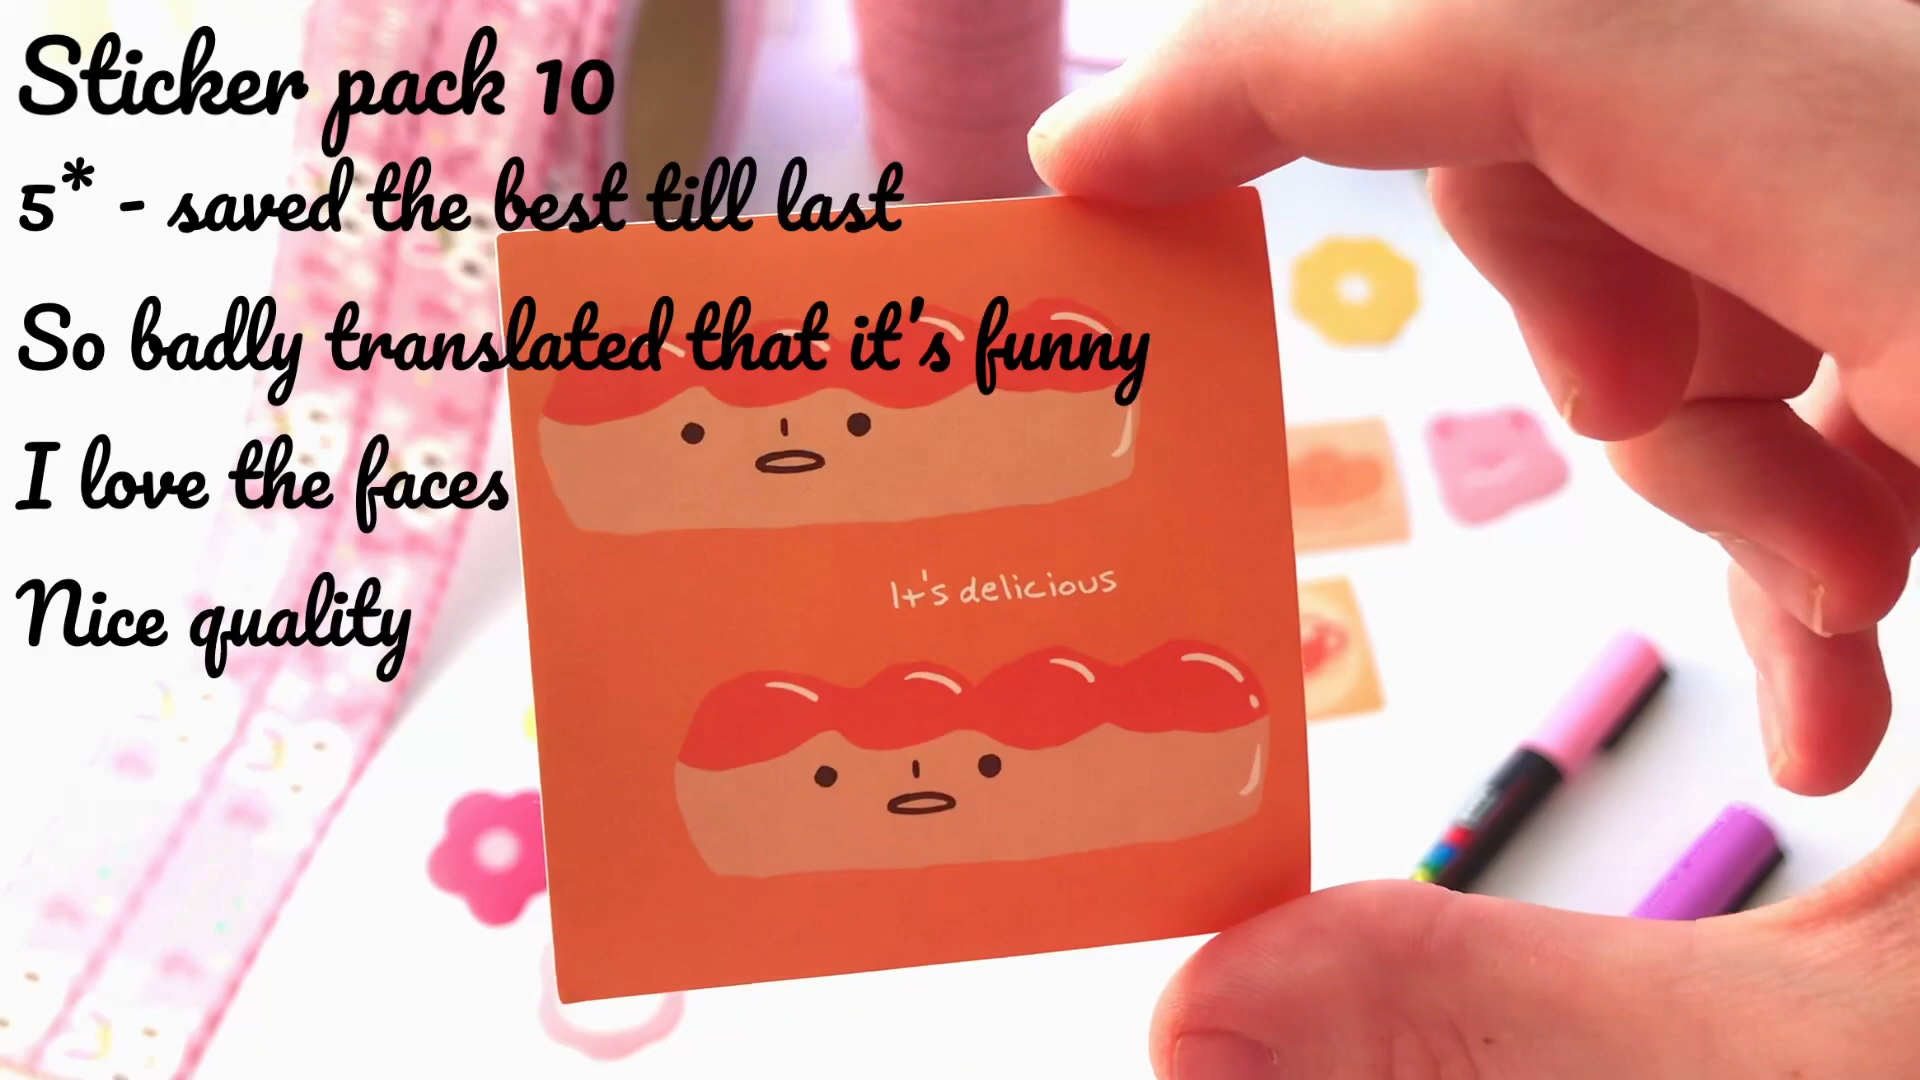 Sticker pack 10
5* - saved the best till last
So badly translated that it's funny
I love the faces
Nice quality
It's delicious